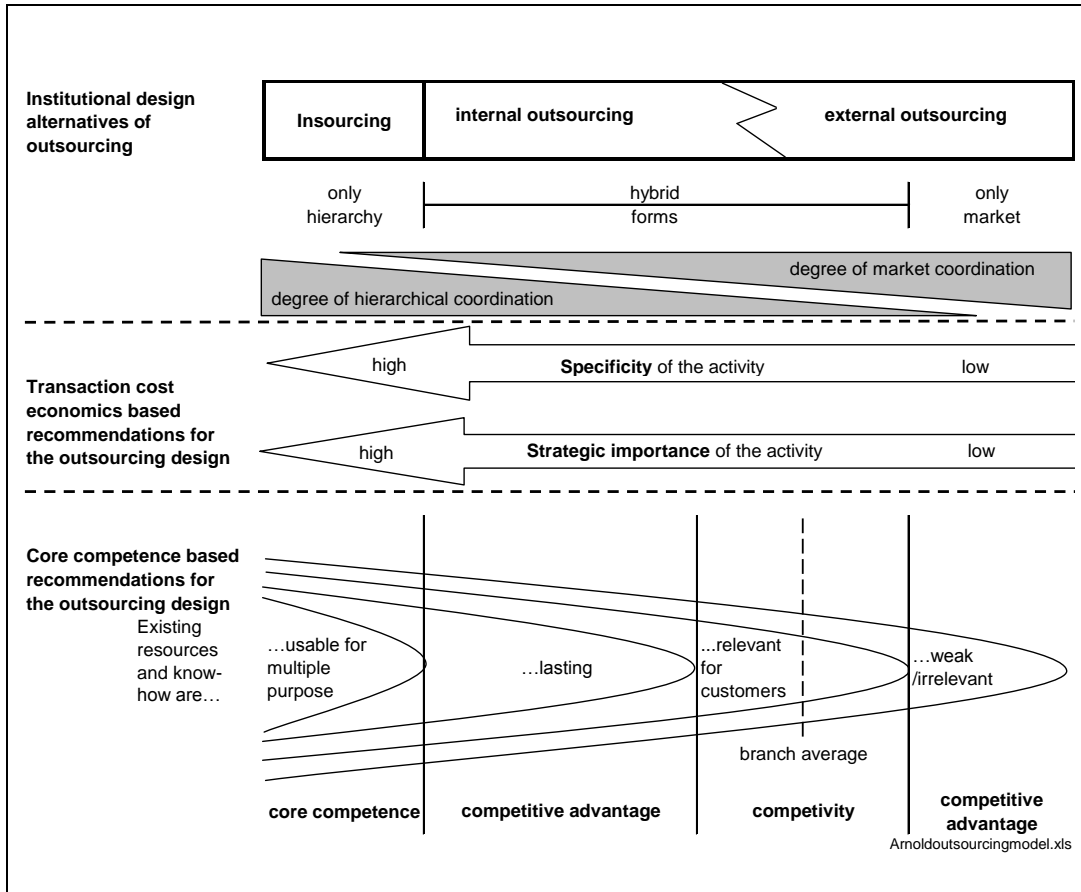 Institutional design
alternatives of
outsourcing
Insourcing
internal outsourcing
external outsourcing
only
hierarchy
hybrid
forms
only
market
degree of market coordination
degree of hierarchical coordination
Transaction cost
economics based
recommendations for
the outsourcing design
high
Specificity of the activity
low
high
Strategic importance of the activity
low
Core competence based
recommendations for
the outsourcing design
Existing
resources
and know-
how are…
…usable for
multiple
purpose
…lasting
...relevant
for
customers
…weak
/irrelevant
branch average
core competence
competitive advantage
competivity
competitive
advantage
Arnoldoutsourcingmodel.xls